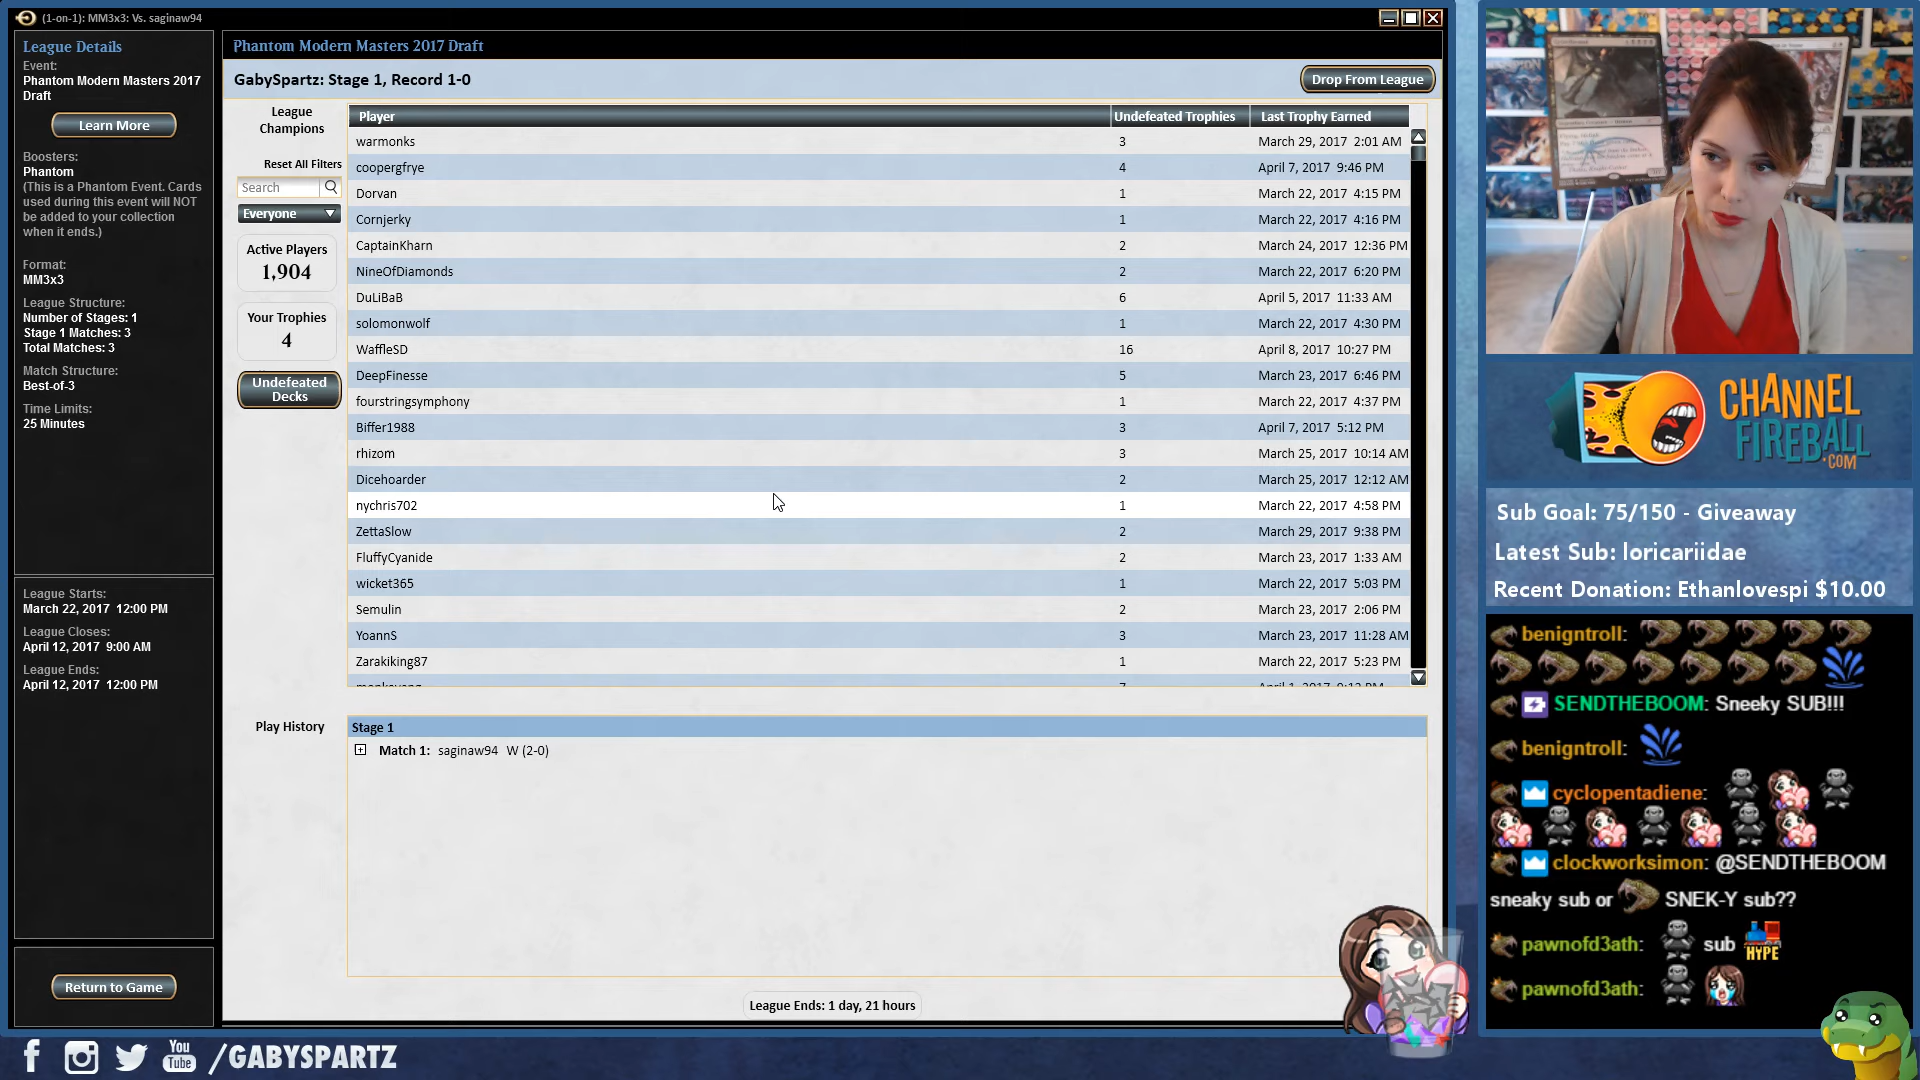 (1-on-1): MM3x3: Vs. saginaw94
League Details
Event:
Phantom Modern Masters 2017
Draft
Learn More
Boosters:
Phantom
(This is a Phantom Event. Cards
used during this event will NOT
be added to your collection
when it ends.)
Format:
MM3x3
League Structure:
Number of Stages: 1
Stage 1 Matches: 3
Total Matches: 3
Match Structure:
Best-of-3
Time Limits:
25 Minutes
League Starts:
March 22, 2017 12:00 PM
League Closes:
April 12, 2017 9:00 AM
League Ends:
April 12, 2017 12:00 PM
Return to Game
Phantom Modern Masters 2017 Draft
GabySpartz: Stage 1, Record 1-0
Drop From League
League
Champions
Reset All Filters
Search
Everyone
Active Players
1,904
Your Trophies
4
Undefeated
Decks
Player Undefeated Trophies Last Trophy Earned
warmonks 3 March 29, 2017 2:01 AM
coopergfrye 4 April 7, 2017 9:46 PM
Dorvan 1 March 22, 2017 4:15 PM
Cornjerky 1 March 22, 2017 4:16 PM
CaptainKharn 2 March 24, 2017 12:36 PM
NineOfDiamonds 2 March 22, 2017 6:20 PM
DuLiBaB 6 April 5, 2017 11:33 AM
solomonwolf 1 March 22, 2017 4:30 PM
WaffleSD 16 April 8, 2017 10:27 PM
DeepFinesse 5 March 23, 2017 6:46 PM
fourstringsymphony 1 March 22, 2017 4:37 PM
Biffer1988 3 April 7, 2017 5:12 PM
rhizom 3 March 25, 2017 10:14 AM
Dicehoarder 2 March 25, 2017 12:12 AM
nychris702 1 March 22, 2017 4:58 PM
ZettaSlow 2 March 29, 2017 9:38 PM
FluffyCyanide 2 March 23, 2017 1:33 AM
wicket365 1 March 22, 2017 5:03 PM
Semulin 2 March 23, 2017 2:06 PM
YoannS 3 March 23, 2017 11:28 AM
Zarakiking87 1 March 22, 2017 5:23 PM
Play History
Stage 1
Match 1: saginaw94 W (2-0)
League Ends: 1 day, 21 hours
CHANNEL
FIREBALL
.COM
Sub Goal: 75/150 - Giveaway
Latest Sub: loricariidae
Recent Donation: Ethanlovespi $10.00
benigntroll:
SENDTHEBOOM: Sneeky SUB!!!
benigntroll:
cyclopentadiene:
clockworksimon: @SENDTHEBOOM
sneaky sub or SNEK-Y sub??
pawnofd3ath: sub HYPE
pawnofd3ath:
You
Tube
/GABYSPARTZ